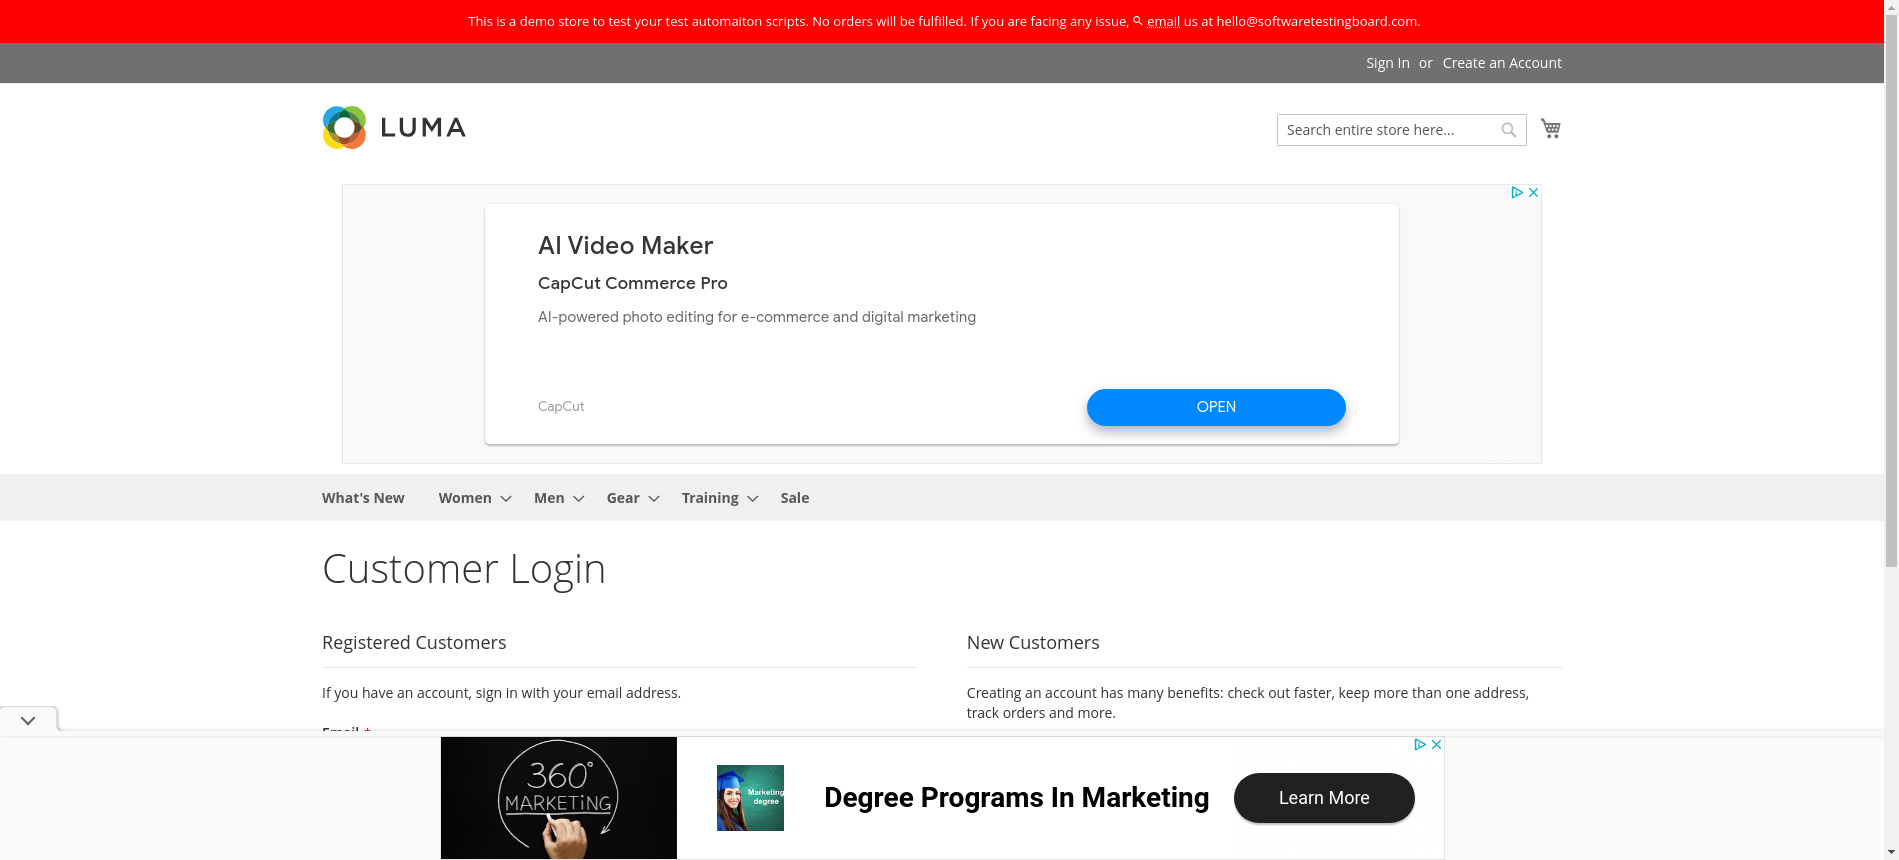 This is a demo store to test your test automaiton scripts. No orders will be fulfilled. If you are facing any issue, email us at hello@softwaretestingboard.com.
Sign In or Create an Account
LUMA
Search entire store here...
AI Video Maker
CapCut Commerce Pro
AI-powered photo editing for e-commerce and digital marketing
CapCut
OPEN
What's New Women Men Gear Training Sale
Customer Login
Registered Customers
If you have an account, sign in with your email address.
Email *
New Customers
Creating an account has many benefits: check out faster, keep more than one address,
track orders and more.
360°
MARKETING
Marketing
degree
Degree Programs In Marketing
Learn More